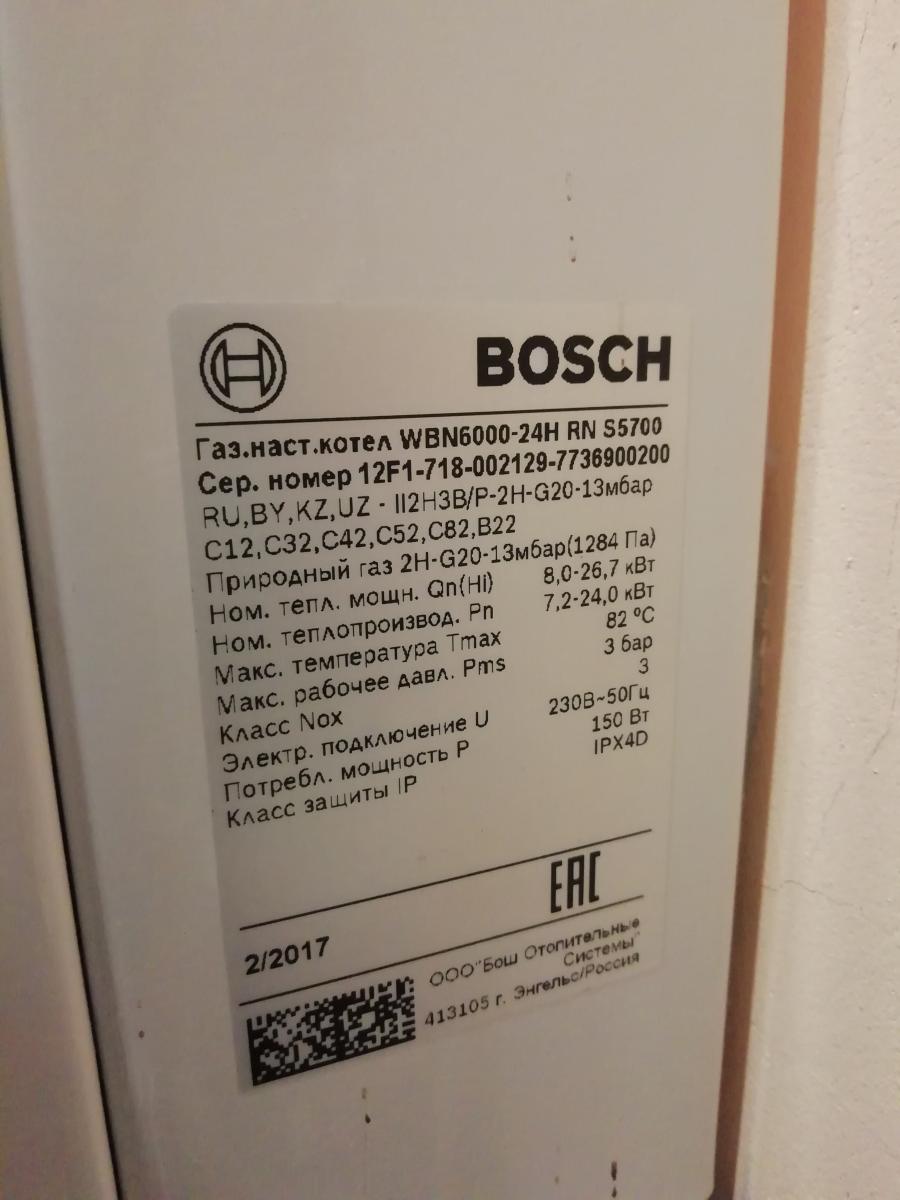 BOSCH
Газ.наст.котел WBN6000-24H RN S5700
Сер. номер 12F1-718-002129-7736900200
RU,BY,KZ,UZ - II2H3B/P-2H-G20-13мбар
C12,C32,C42,C52,C82,B22
Природный газ 2H-G20-13мбар(1284 Па)
Ном. тепл. мощн. Qn(Hi) 8,0-26,7 кВт
Ном. теплопроизвод. Pn 7,2-24,0 кВт
Макс. температура Tmax 82 °C
Макс. рабочее давл. Pms 3 бар
Класс Nox 3
Электр. подключение U 230В~50Гц
Потребл. мощность P 150 Вт
Класс защиты IP IPX4D
EAC
2/2017
ООО"Бош Отопительные
Системы"
413105 г. Энгельс/Россия